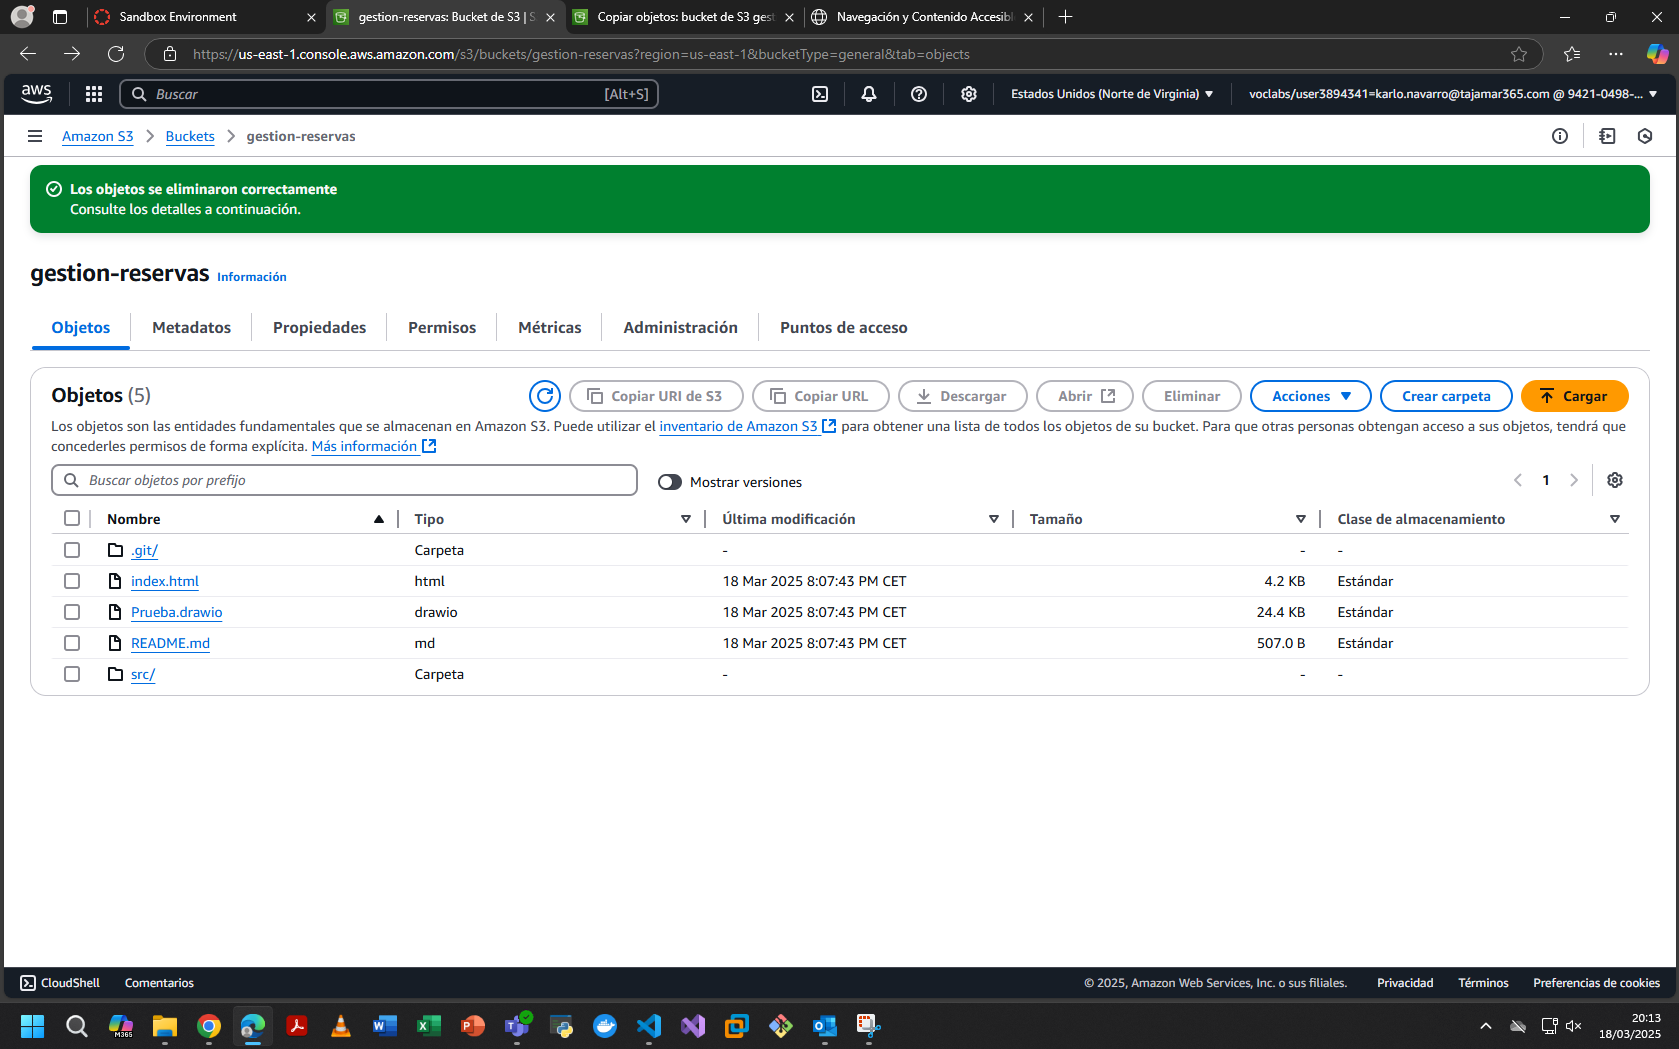 Sandbox Environment
gestion-reservas: Bucket de S3 | S
Copiar objetos: bucket de S3 gest
Navegación y Contenido Accesibl
https://us-east-1.console.aws.amazon.com/s3/buckets/gestion-reservas?region=us-east-1&bucketType=general&tab=objects
aws
Buscar
[Alt+S]
Estados Unidos (Norte de Virginia)
voclabs/user3894341=karlo.navarro@tajamar365.com @ 9421-0498-...
Amazon S3
Buckets
gestion-reservas
Los objetos se eliminaron correctamente
Consulte los detalles a continuación.
gestion-reservas Información
Objetos
Metadatos
Propiedades
Permisos
Métricas
Administración
Puntos de acceso
Objetos (5)
Copiar URI de S3
Copiar URL
Descargar
Abrir
Eliminar
Acciones
Crear carpeta
Cargar
Los objetos son las entidades fundamentales que se almacenan en Amazon S3. Puede utilizar el inventario de Amazon S3 para obtener una lista de todos los objetos de su bucket. Para que otras personas obtengan acceso a sus objetos, tendrá que
concederles permisos de forma explícita. Más información
Buscar objetos por prefijo
Mostrar versiones
1
Nombre Tipo Última modificación Tamaño Clase de almacenamiento
.git/ Carpeta - - -
index.html html 18 Mar 2025 8:07:43 PM CET 4.2 KB Estándar
Prueba.drawio drawio 18 Mar 2025 8:07:43 PM CET 24.4 KB Estándar
README.md md 18 Mar 2025 8:07:43 PM CET 507.0 B Estándar
src/ Carpeta - - -
CloudShell
Comentarios
© 2025, Amazon Web Services, Inc. o sus filiales.
Privacidad
Términos
Preferencias de cookies
M365
20:13
18/03/2025